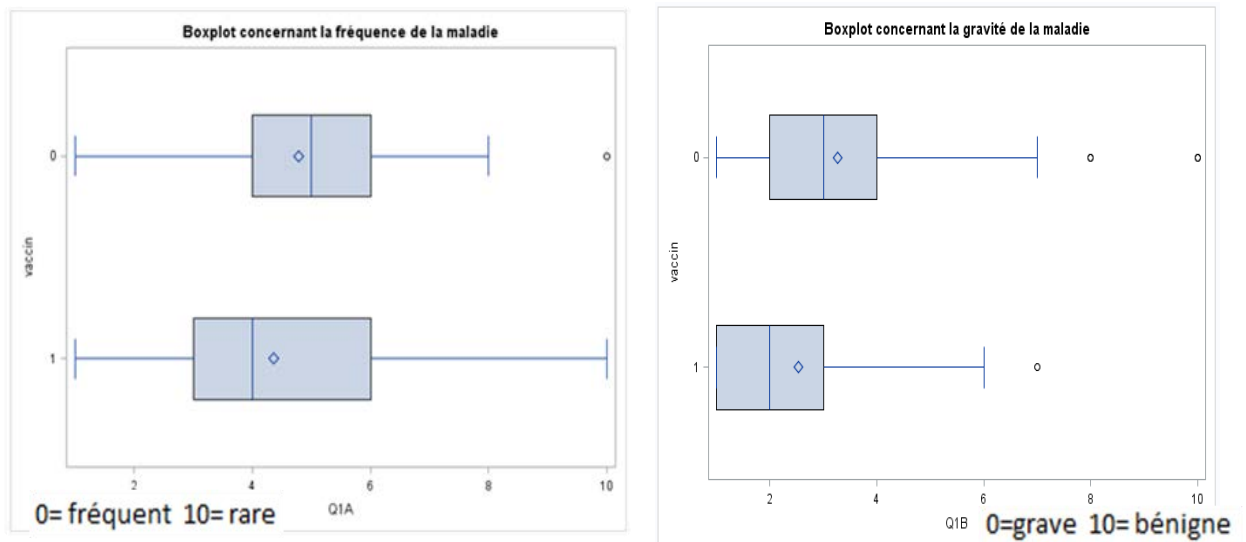 Boxplot concernant la fréquence de la maladie
0
vaccin
1
2 4 6 8 10
Q1A
0= fréquent 10= rare
Boxplot concernant la gravité de la maladie
0
vaccin
1
2 4 6 8 10
Q1B
0=grave 10= bénigne